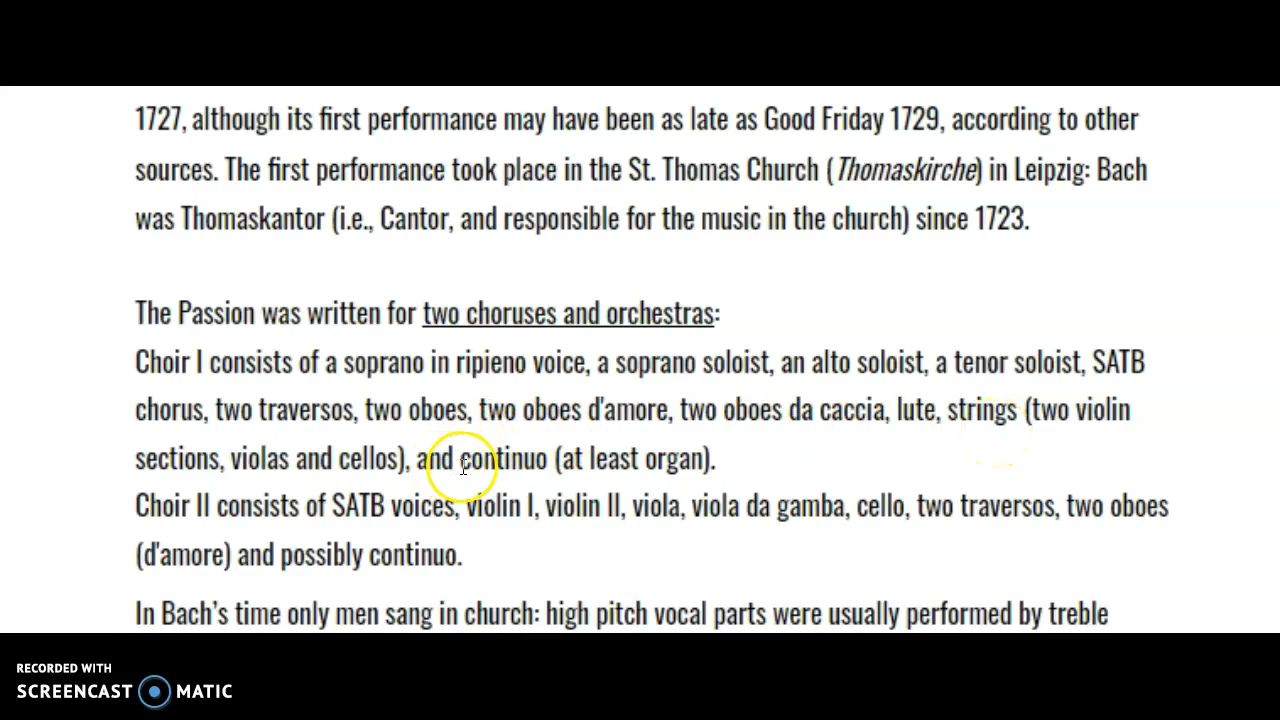 1727, although its first performance may have been as late as Good Friday 1729, according to other
sources. The first performance took place in the St. Thomas Church (Thomaskirche) in Leipzig: Bach
was Thomaskantor (i.e., Cantor, and responsible for the music in the church) since 1723.
The Passion was written for two choruses and orchestras:
Choir I consists of a soprano in ripieno voice, a soprano soloist, an alto soloist, a tenor soloist, SATB
chorus, two traversos, two oboes, two oboes d'amore, two oboes da caccia, lute, strings (two violin
sections, violas and cellos), and continuo (at least organ).
Choir II consists of SATB voices, violin I, violin II, viola, viola da gamba, cello, two traversos, two oboes
(d'amore) and possibly continuo.
In Bach’s time only men sang in church: high pitch vocal parts were usually performed by treble
RECORDED WITH
SCREENCAST MATIC